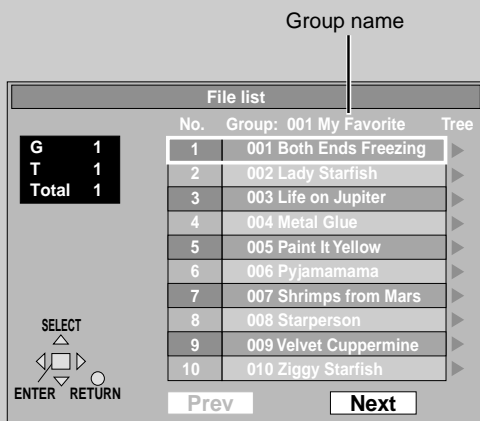 Group name
File list
No. Group: 001 My Favorite Tree
G 1
T 1
Total 1
1 001 Both Ends Freezing
2 002 Lady Starfish
3 003 Life on Jupiter
4 004 Metal Glue
5 005 Paint It Yellow
6 006 Pyjamamama
7 007 Shrimps from Mars
8 008 Starperson
9 009 Velvet Cuppermine
10 010 Ziggy Starfish
SELECT
ENTER RETURN
Prev Next